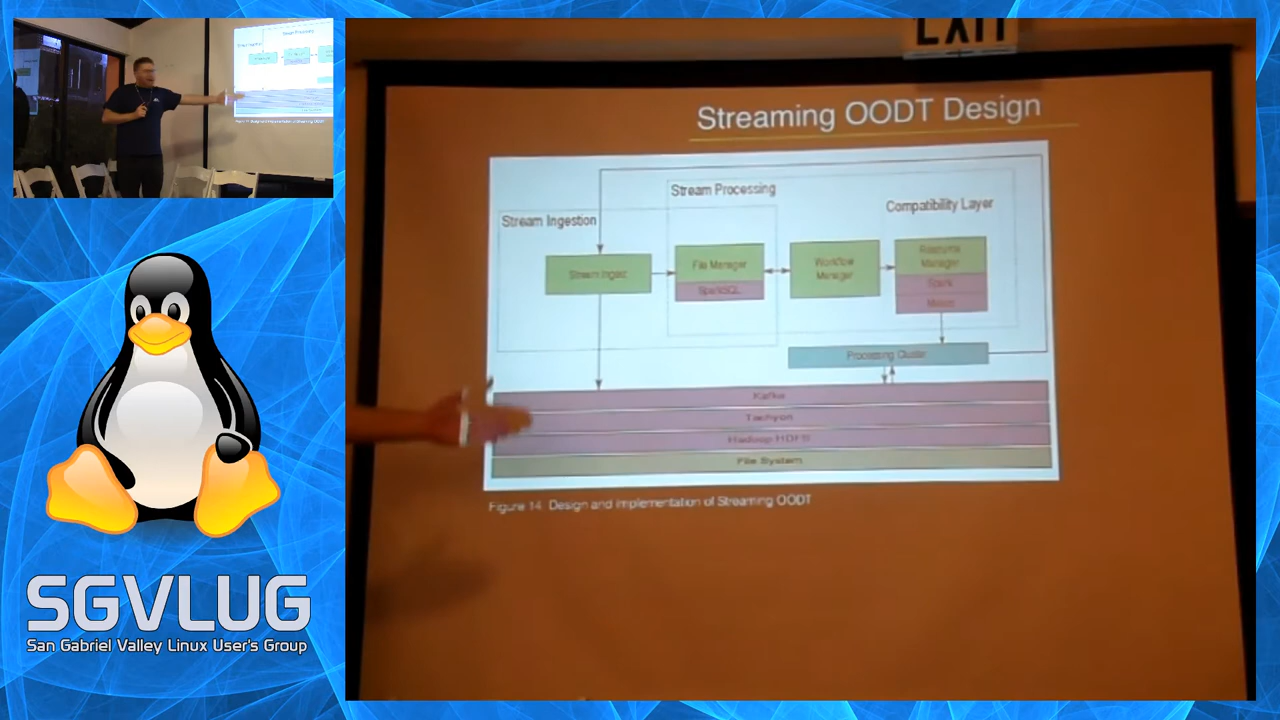 EXIT
Streaming OODT Design
Stream Processing
Compatibility Layer
Stream Ingestion
Stream Ingest
File Manager
SparkSQL
Workflow
Manager
Resource
Manager
Spark
Mesos
Processing Cluster
Kafka
Tachyon
Hadoop HDFS
File System
Figure 14 Design and implementation of Streaming OODT
SGVLUG
San Gabriel Valley Linux User's Group